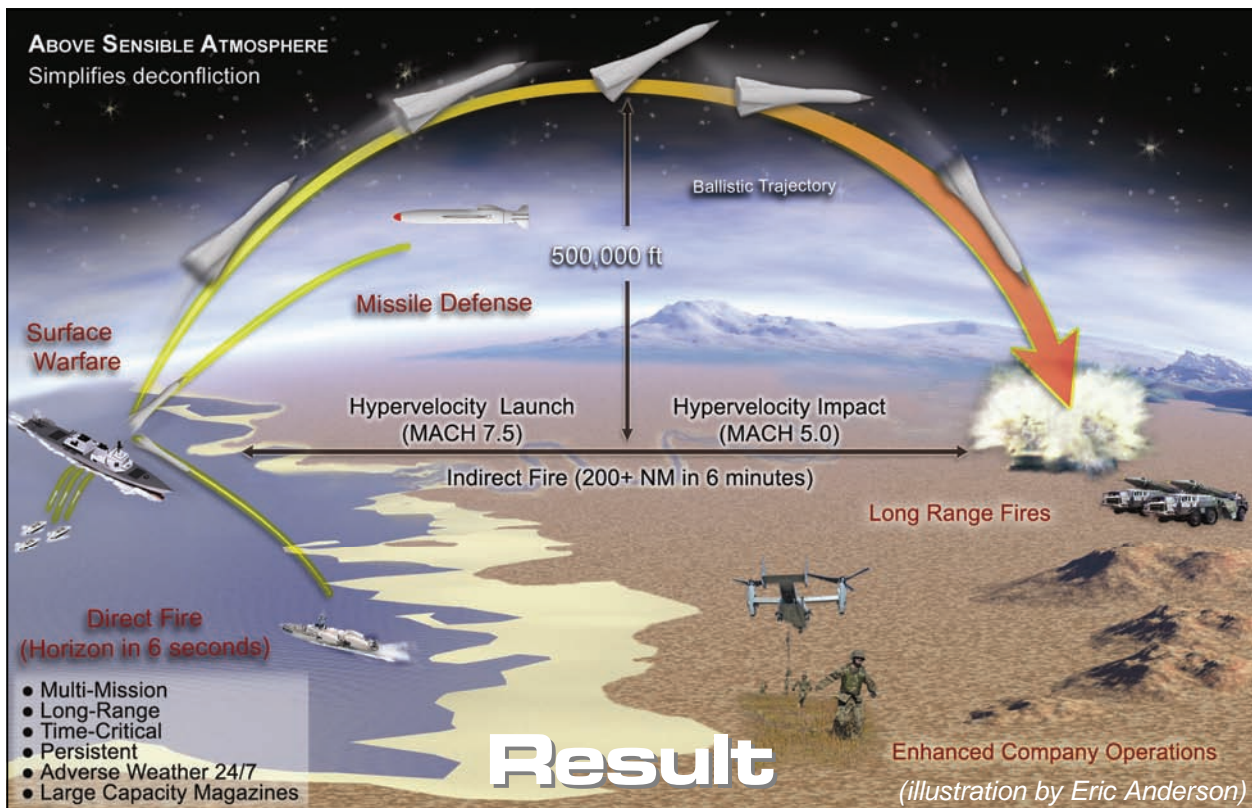 ABOVE SENSIBLE ATMOSPHERE
Simplifies deconfliction
Ballistic Trajectory
500,000 ft
Missile Defense
Surface
Warfare
Hypervelocity Launch
(MACH 7.5)
Hypervelocity Impact
(MACH 5.0)
Indirect Fire (200+ NM in 6 minutes)
Long Range Fires
Direct Fire
(Horizon in 6 seconds)
● Multi-Mission
● Long-Range
● Time-Critical
● Persistent
● Adverse Weather 24/7
● Large Capacity Magazines
Result
Enhanced Company Operations
(illustration by Eric Anderson)